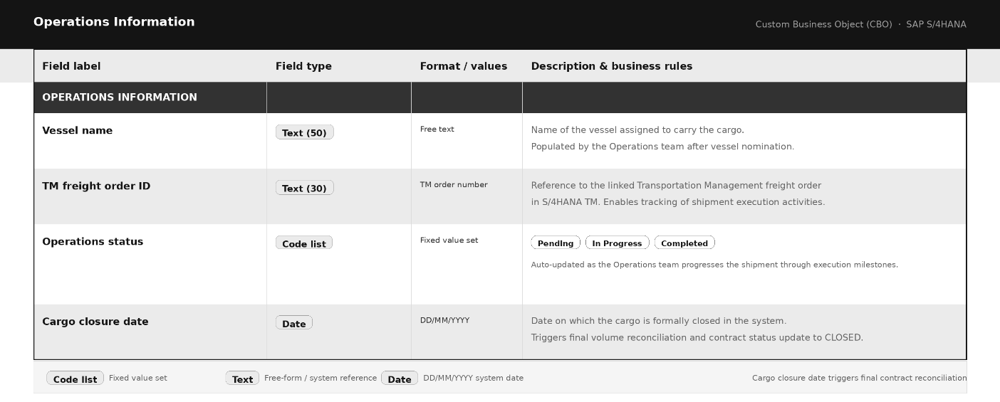 Operations Information
Custom Business Object (CBO) · SAP S/4HANA
Field label Field type Format / values Description & business rules
OPERATIONS INFORMATION
Vessel name Text (50) Free text Name of the vessel assigned to carry the cargo.
Populated by the Operations team after vessel nomination.
TM freight order ID Text (30) TM order number Reference to the linked Transportation Management freight order
in S/4HANA TM. Enables tracking of shipment execution activities.
Operations status Code list Fixed value set Pending In Progress Completed
Auto-updated as the Operations team progresses the shipment through execution milestones.
Cargo closure date Date DD/MM/YYYY Date on which the cargo is formally closed in the system.
Triggers final volume reconciliation and contract status update to CLOSED.
Code list Fixed value set Text Free-form / system reference Date DD/MM/YYYY system date Cargo closure date triggers final contract reconciliation